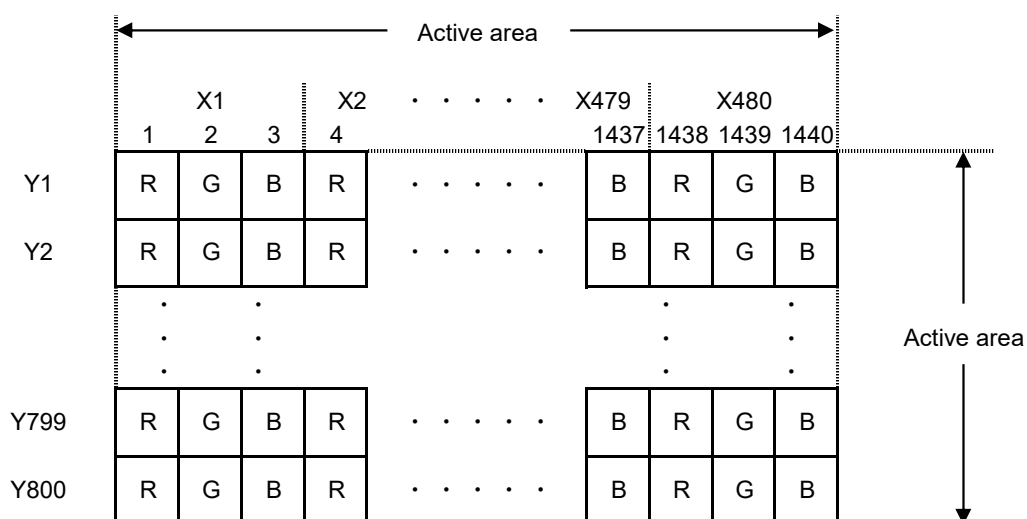 Active area
X1 X2 · · · · · X479 X480
1 2 3 4 1437 1438 1439 1440
Y1 R G B R · · · · · B R G B
Y2 R G B R · · · · · B R G B
· · · ·
· · · ·
· · · ·
Active area
Y799 R G B R · · · · · B R G B
Y800 R G B R · · · · · B R G B